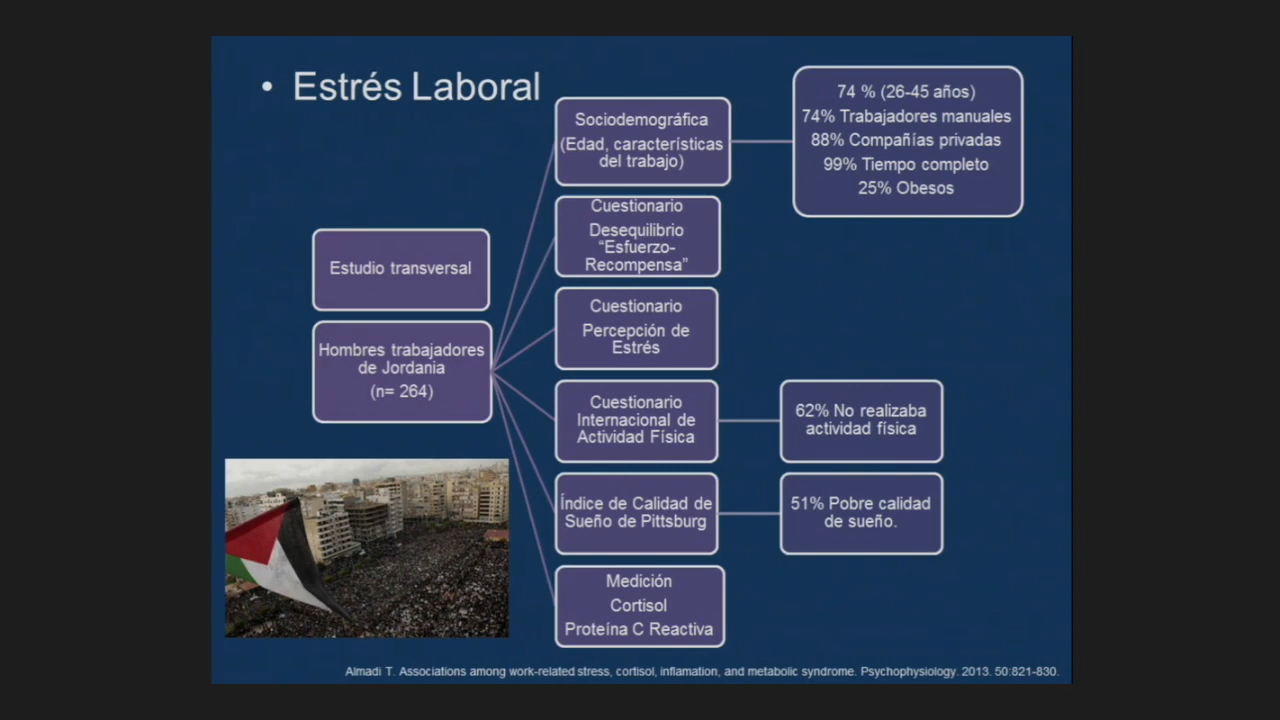 • Estrés Laboral
Estudio transversal
Hombres trabajadores
de Jordania
(n= 264)
Sociodemográfica
(Edad, características
del trabajo)
74 % (26-45 años)
74% Trabajadores manuales
88% Compañías privadas
99% Tiempo completo
25% Obesos
Cuestionario
Desequilibrio
“Esfuerzo-
Recompensa”
Cuestionario
Percepción de
Estrés
Cuestionario
Internacional de
Actividad Física
62% No realizaba
actividad física
Índice de Calidad de
Sueño de Pittsburg
51% Pobre calidad
de sueño.
Medición
Cortisol
Proteína C Reactiva
Almadi T. Associations among work-related stress, cortisol, inflamation, and metabolic syndrome. Psychophysiology. 2013. 50:821-830.